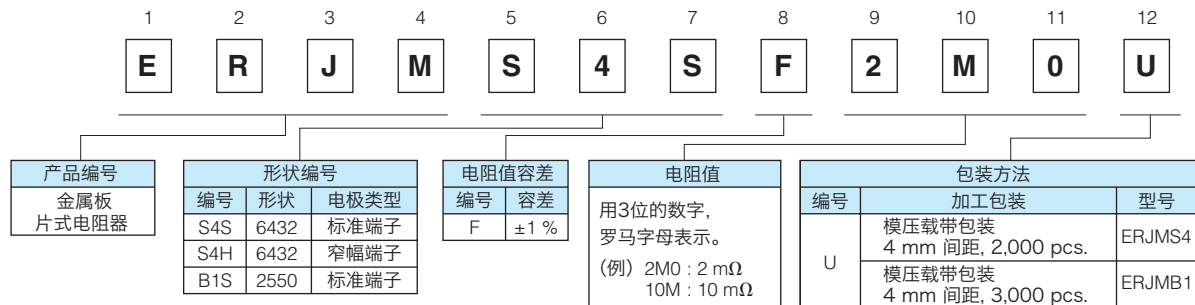 1 2 3 4 5 6 7 8 9 10 11 12
E R J M S 4 S F 2 M 0 U
产品编号
金属板
片式电阻器
形状编号
编号 形状 电极类型
S4S 6432 标准端子
S4H 6432 窄幅端子
B1S 2550 标准端子
电阻值容差
编号 容差
F ±1 %
电阻值
用3位的数字,
罗马字母表示。
(例) 2M0 : 2 mΩ
10M : 10 mΩ
包装方法
编号 加工包装 型号
U
模压载带包装
4 mm 间距, 2,000 pcs.
ERJMS4
模压载带包装
4 mm 间距, 3,000 pcs.
ERJMB1